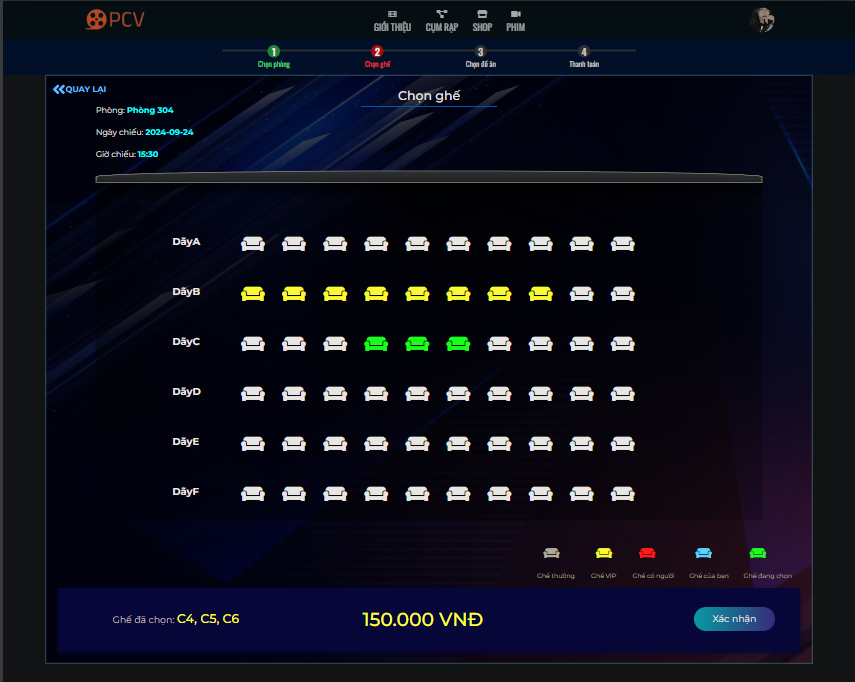 PCV
GIỚI THIỆU CỤM RẠP SHOP PHIM
1 2 3 4
Chọn phòng Chọn ghế Chọn đồ ăn Thanh toán
QUAY LẠI
Chọn ghế
Phòng: Phòng 304
Ngày chiếu: 2024-09-24
Giờ chiếu: 15:30
DãyA
DãyB
DãyC
DãyD
DãyE
DãyF
Ghế thường Ghế VIP Ghế có người Ghế của bạn Ghế đang chọn
Ghế đã chọn: C4, C5, C6 150.000 VNĐ Xác nhận